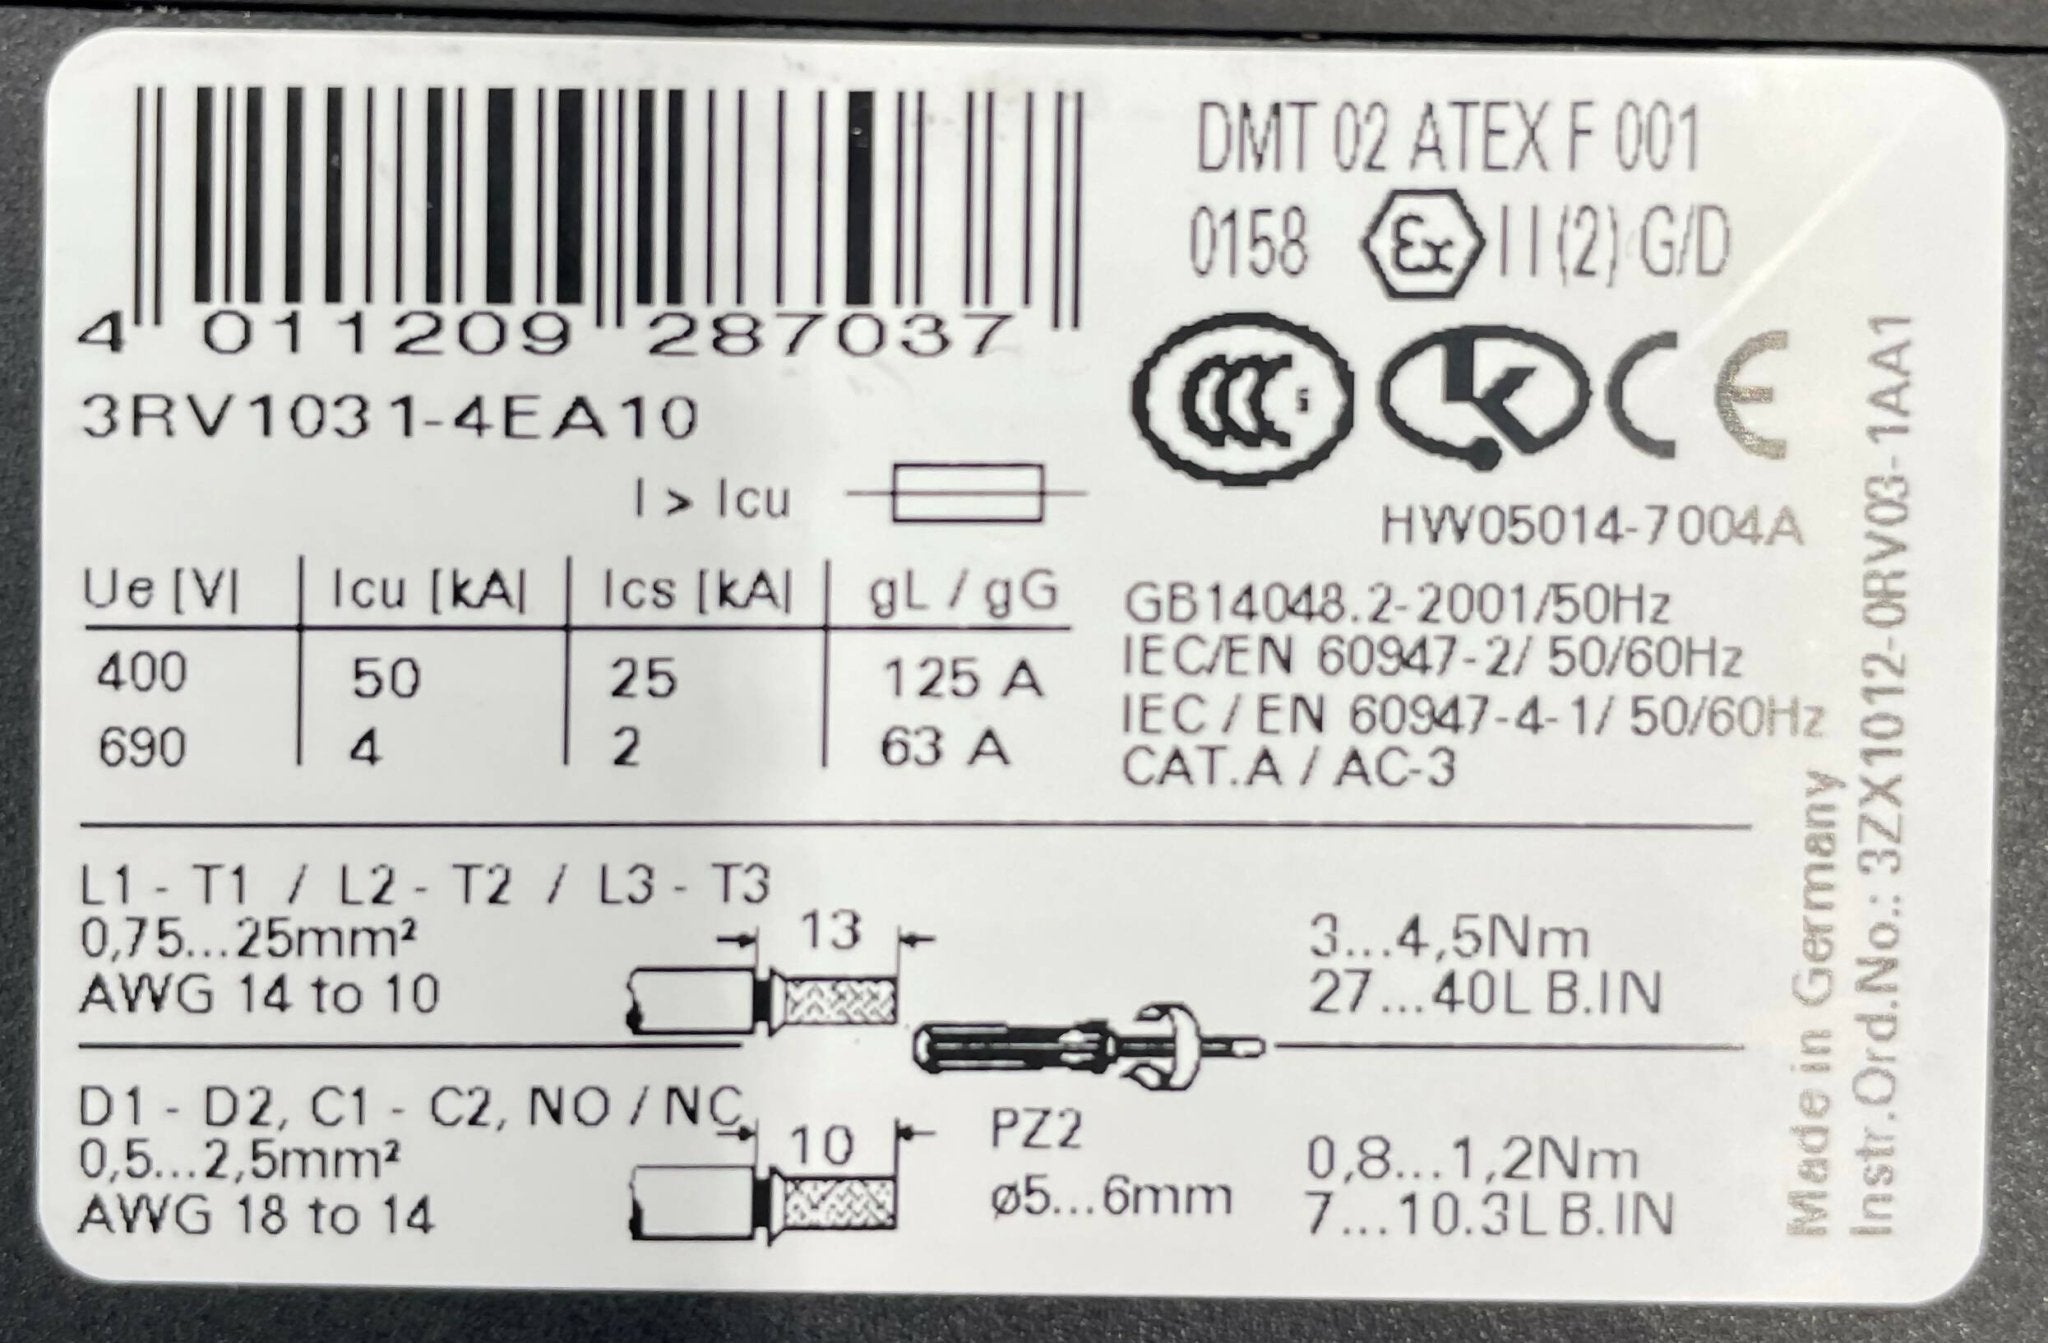 4 011209 287037
3RV1031-4EA10
I > Icu
Ue [V] Icu [kA] Ics [kA] gL / gG
400 50 25 125 A
690 4 2 63 A
DMT 02 ATEX F 001
0158 Ex II (2) G/D
CCC S CE
HW05014-7004A
GB14048.2-2001/50Hz
IEC/EN 60947-2/ 50/60Hz
IEC / EN 60947-4-1/ 50/60Hz
CAT.A / AC-3
L1 - T1 / L2 - T2 / L3 - T3
0,75...25mm²
AWG 14 to 10
13
3...4,5Nm
27...40LB.IN
D1 - D2, C1 - C2, NO / NC
0,5...2,5mm²
AWG 18 to 14
10
PZ2
ø5...6mm
0,8...1,2Nm
7...10.3LB.IN
Made in Germany
Instr.Ord.No.: 3ZX1012-0RV03-1AA1